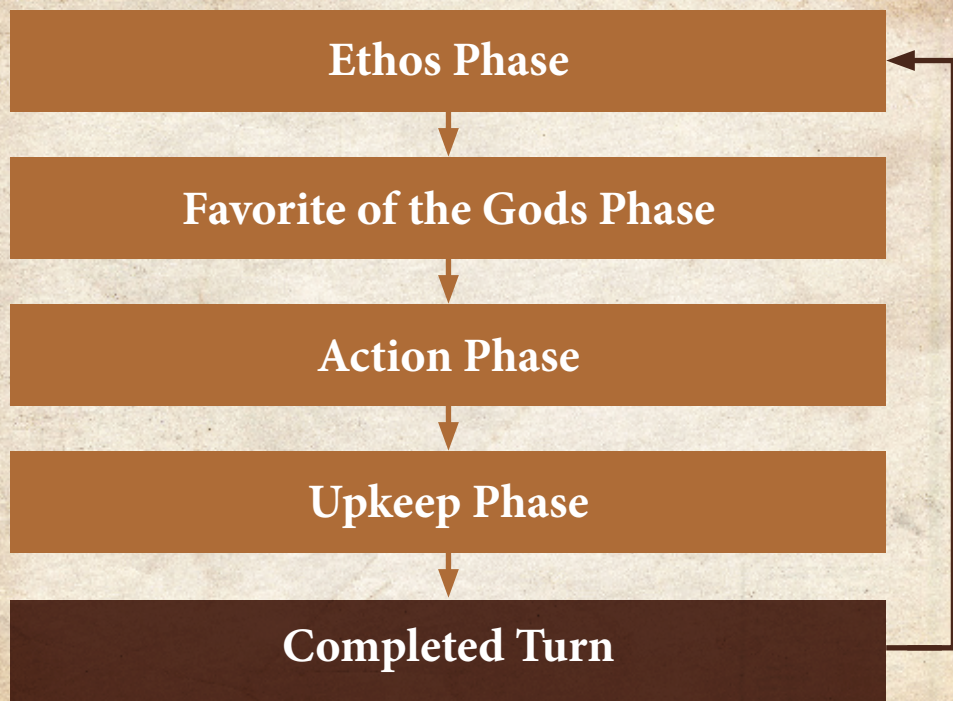 Ethos Phase
Favorite of the Gods Phase
Action Phase
Upkeep Phase
Completed Turn